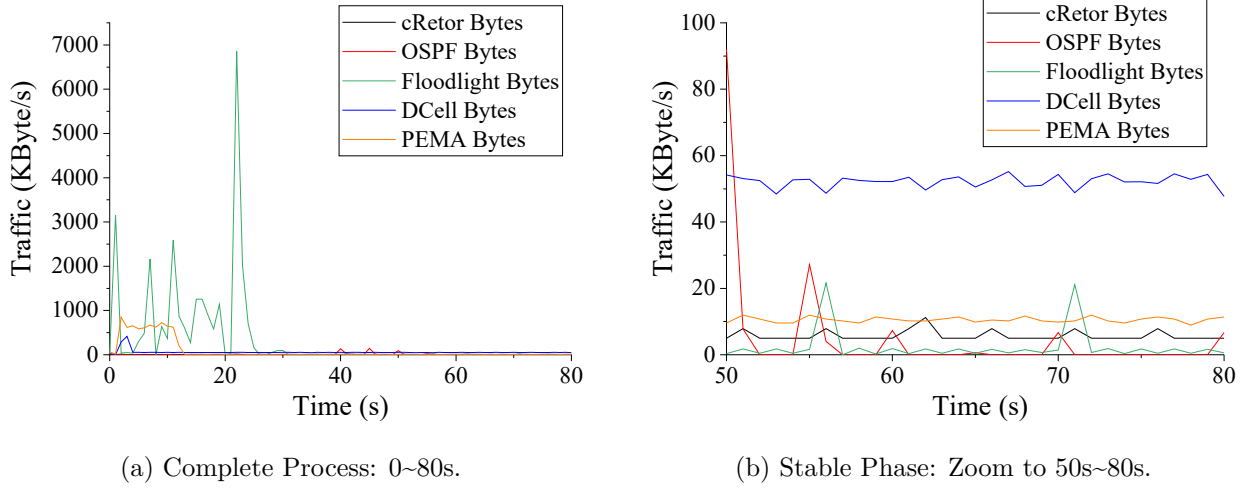 cRetor Bytes
OSPF Bytes
Floodlight Bytes
DCell Bytes
PEMA Bytes
7000
6000
5000
4000
3000
2000
1000
0
Traffic (KByte/s)
0
20
40
60
80
Time (s)
(a) Complete Process: 0~80s.
cRetor Bytes
OSPF Bytes
Floodlight Bytes
DCell Bytes
PEMA Bytes
100
80
60
40
20
0
Traffic (KByte/s)
50
60
70
80
Time (s)
(b) Stable Phase: Zoom to 50s~80s.